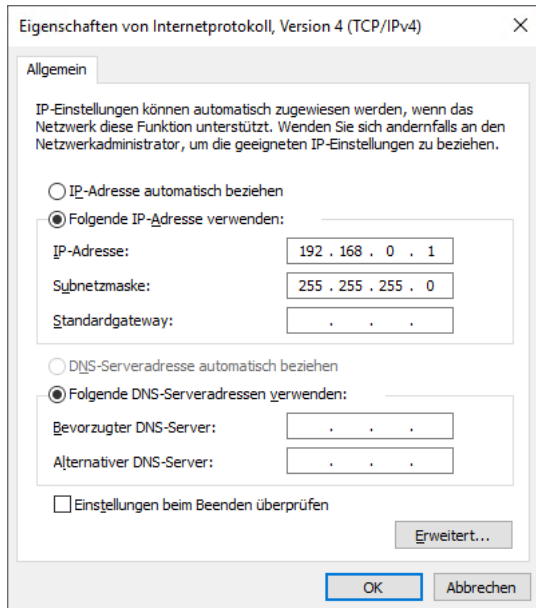 Eigenschaften von Internetprotokoll, Version 4 (TCP/IPv4)
Allgemein
IP-Einstellungen können automatisch zugewiesen werden, wenn das
Netzwerk diese Funktion unterstützt. Wenden Sie sich andernfalls an den
Netzwerkadministrator, um die geeigneten IP-Einstellungen zu beziehen.
IP-Adresse automatisch beziehen
Folgende IP-Adresse verwenden:
IP-Adresse: 192 . 168 . 0 . 1
Subnetzmaske: 255 . 255 . 255 . 0
Standardgateway: . . .
DNS-Serveradresse automatisch beziehen
Folgende DNS-Serveradressen verwenden:
Bevorzugter DNS-Server: . . .
Alternativer DNS-Server: . . .
Einstellungen beim Beenden überprüfen
Erweitert...
OK Abbrechen